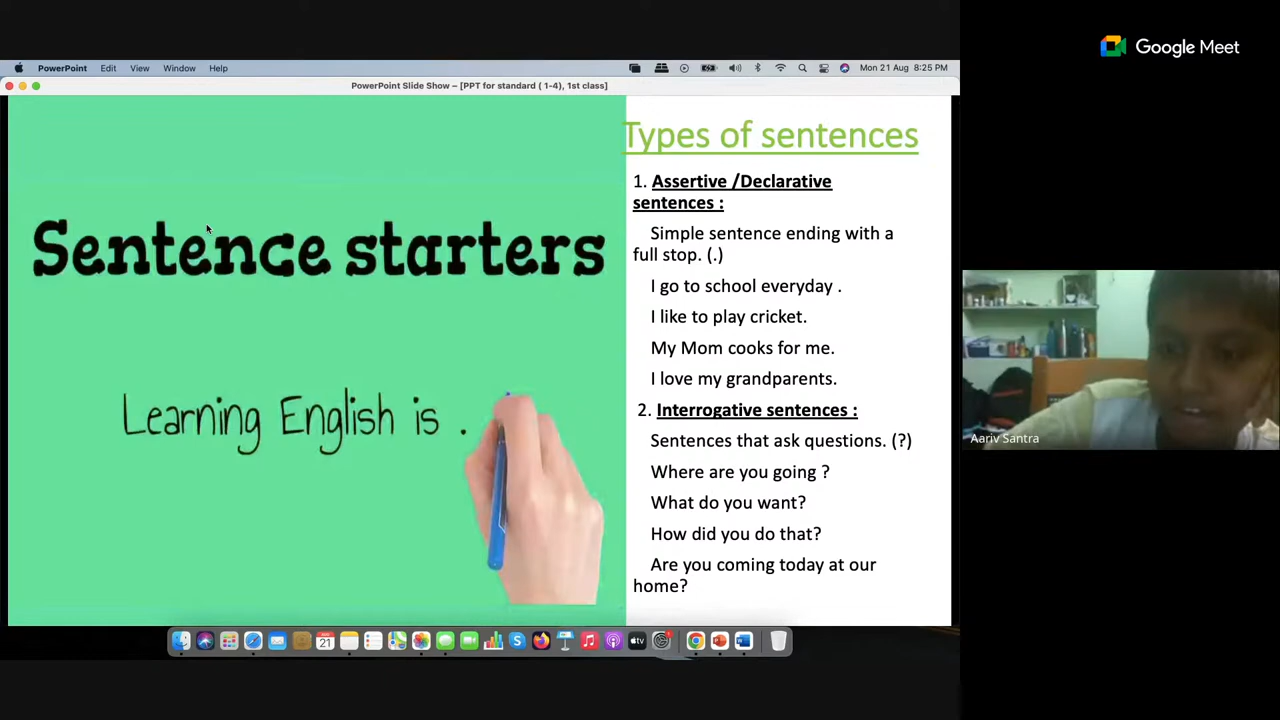 Google Meet
PowerPoint Edit View Window Help
Mon 21 Aug 8:25 PM
PowerPoint Slide Show – [PPT for standard ( 1-4), 1st class]
Sentence starters
Learning English is .
Types of sentences
1. Assertive /Declarative
sentences :
Simple sentence ending with a
full stop. (.)
I go to school everyday .
I like to play cricket.
My Mom cooks for me.
I love my grandparents.
2. Interrogative sentences :
Sentences that ask questions. (?)
Where are you going ?
What do you want?
How did you do that?
Are you coming today at our
home?
Aariv Santra
21
tv